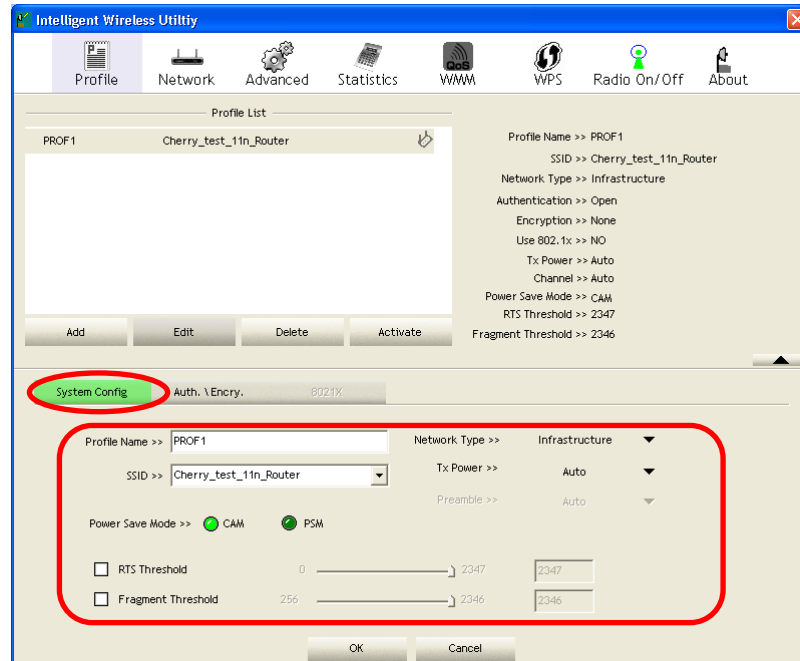 Intelligent Wireless Utiltiy
Profile Network Advanced Statistics QoS WMM WPS Radio On/Off About
Profile List
PROF1 Cherry_test_11n_Router
Add Edit Delete Activate
Profile Name >> PROF1
SSID >> Cherry_test_11n_Router
Network Type >> Infrastructure
Authentication >> Open
Encryption >> None
Use 802.1x >> NO
Tx Power >> Auto
Channel >> Auto
Power Save Mode >> CAM
RTS Threshold >> 2347
Fragment Threshold >> 2346
System Config Auth. \ Encry. 8021X
Profile Name >> PROF1 Network Type >> Infrastructure
SSID >> Cherry_test_11n_Router Tx Power >> Auto
Preamble >> Auto
Power Save Mode >> CAM PSM
RTS Threshold 0 2347 2347
Fragment Threshold 256 2346 2346
OK Cancel